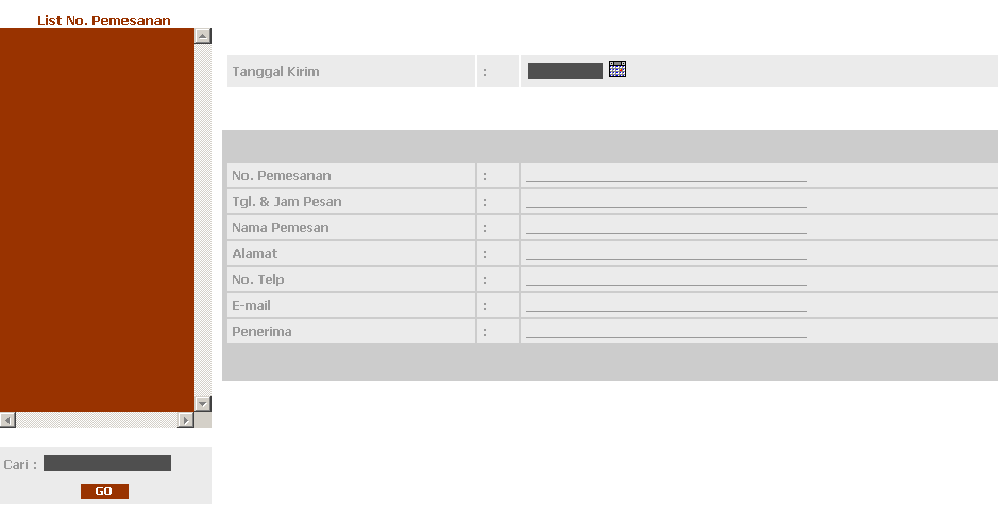 List No. Pemesanan
Tanggal Kirim :
No. Pemesanan :
Tgl. & Jam Pesan :
Nama Pemesan :
Alamat :
No. Telp :
E-mail :
Penerima :
Cari :
GO